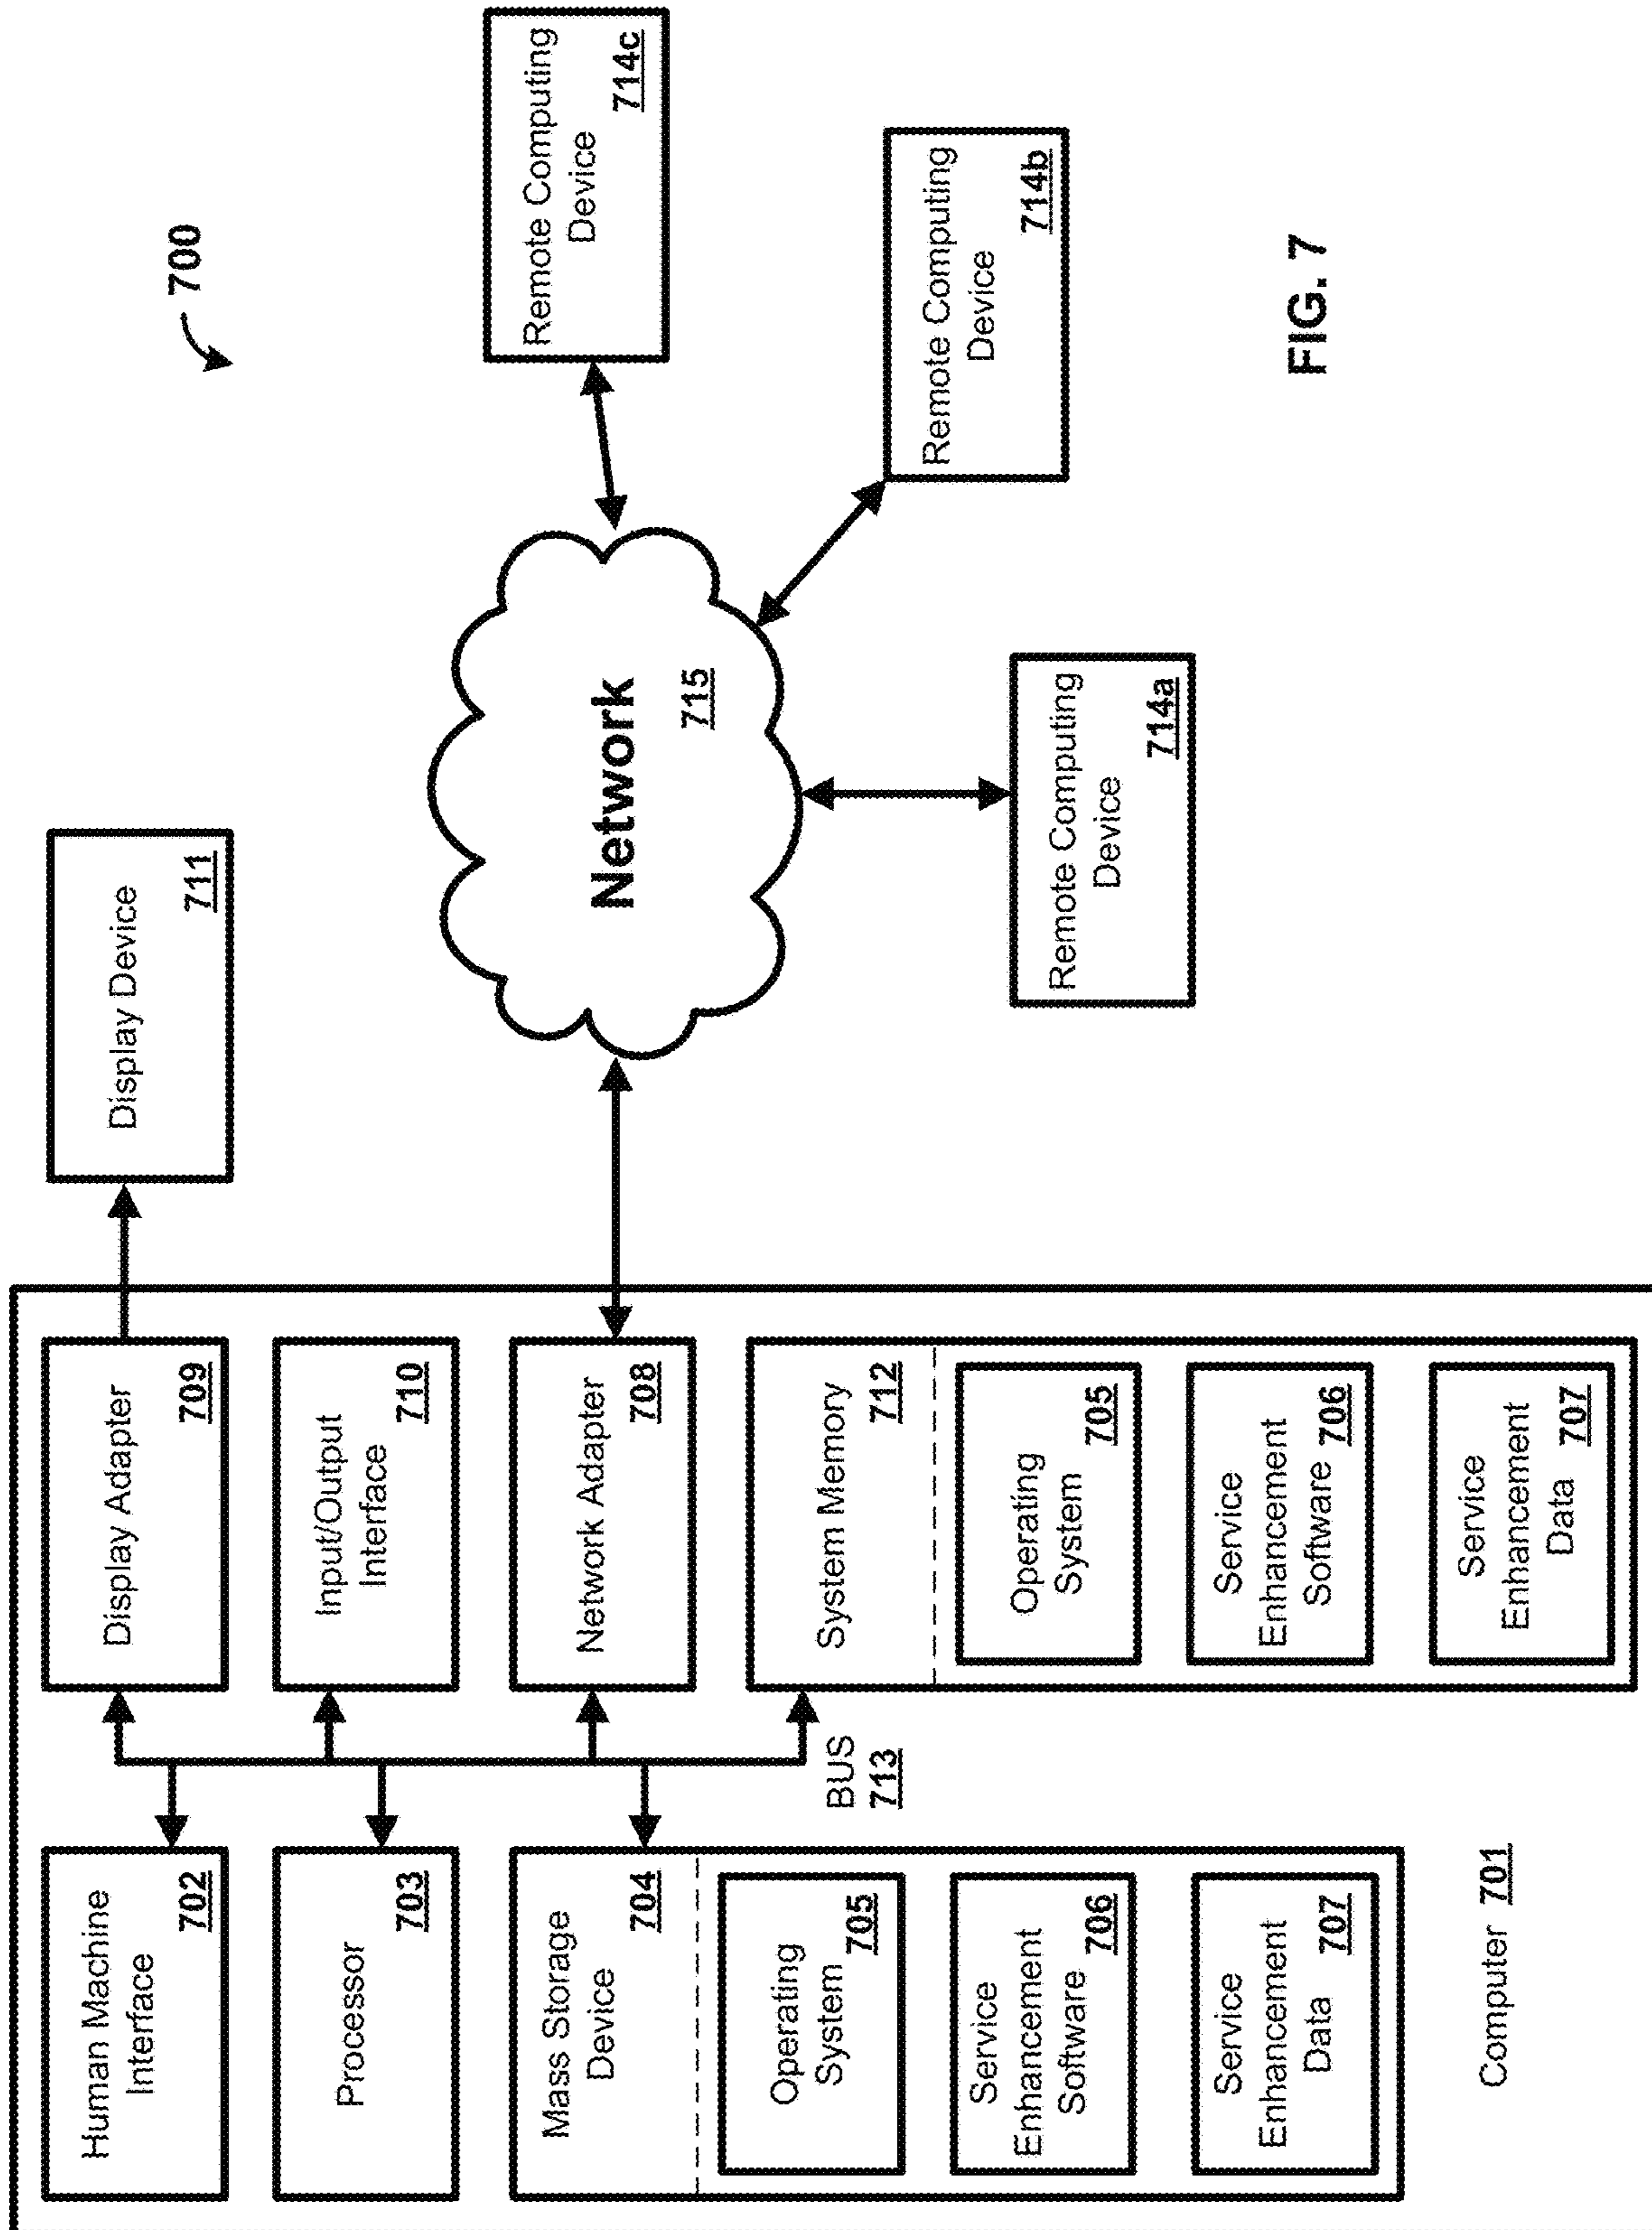 700
Human Machine
Interface
702
Processor
703
Mass Storage
Device
704
Operating
System
705
Service
Enhancement
Software
706
Service
Enhancement
Data
707
Computer 701
BUS
713
Display Adapter
709
Input/Output
Interface
710
Network Adapter
708
System Memory
712
Operating
System
705
Service
Enhancement
Software 706
Service
Enhancement
Data 707
Display Device
711
Network
715
Remote Computing
Device
714a
Remote Computing
Device
714b
Remote Computing
Device
714c
FIG. 7